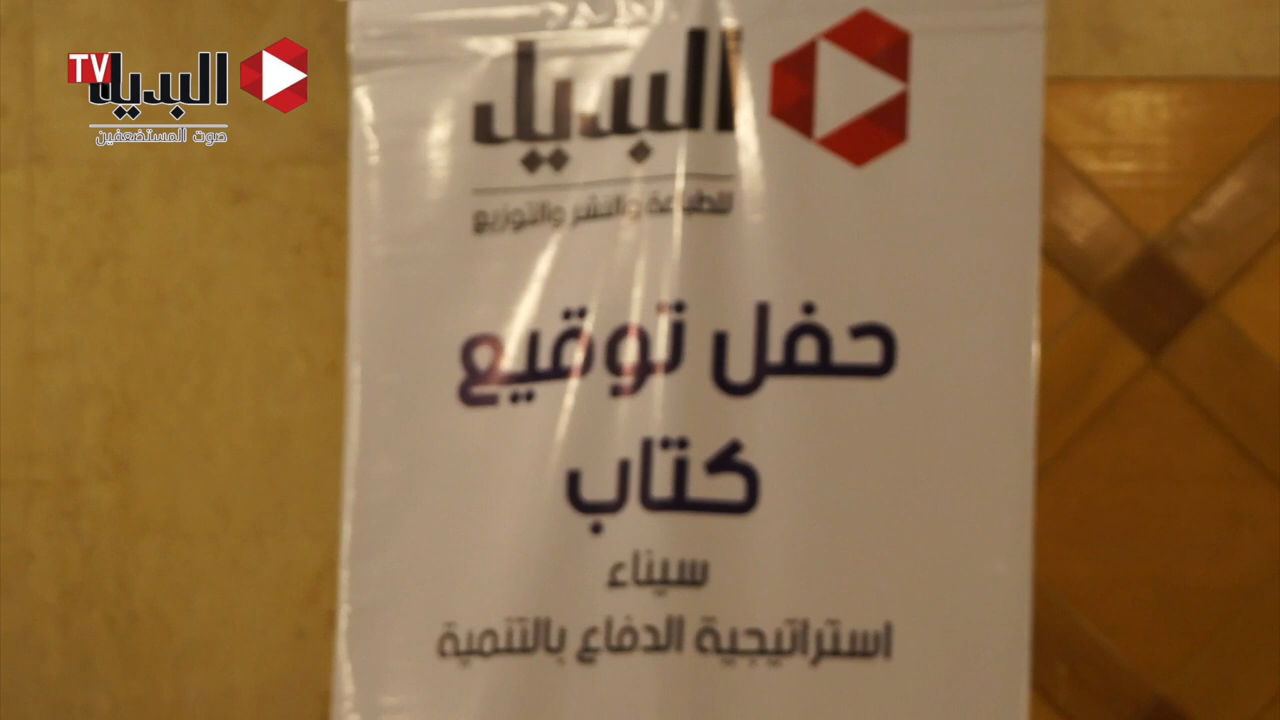 TV
البديل
صوت المستضعفين
البديل
للطباعة والنشر والتوزيع
حفل توقيع
كتاب
سيناء
استراتيجية الدفاع بالتنمية